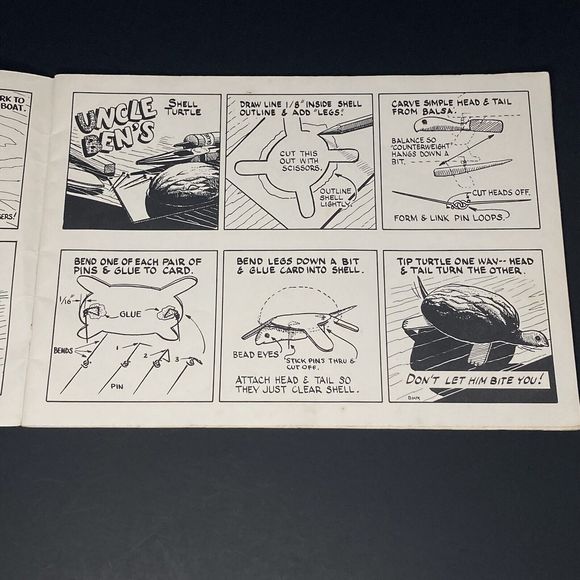 RK TO
BOAT.
ERS!
UNCLE
BEN'S
SHELL
TURTLE
DRAW LINE 1/8" INSIDE SHELL
OUTLINE & ADD "LEGS."
CUT THIS
OUT WITH
SCISSORS.
OUTLINE
SHELL
LIGHTLY.
CARVE SIMPLE HEAD & TAIL
FROM BALSA.
BALANCE SO
"COUNTERWEIGHT"
HANGS DOWN A
BIT.
CUT HEADS OFF.
FORM & LINK PIN LOOPS.
BEND ONE OF EACH PAIR OF
PINS & GLUE TO CARD.
1/16"
GLUE
BENDS
1
2
3
PIN
BEND LEGS DOWN A BIT
& GLUE CARD INTO SHELL.
BEAD EYES
STICK PINS THRU &
CUT OFF.
ATTACH HEAD & TAIL SO
THEY JUST CLEAR SHELL.
TIP TURTLE ONE WAY-- HEAD
& TAIL TURN THE OTHER.
DON'T LET HIM BITE YOU!